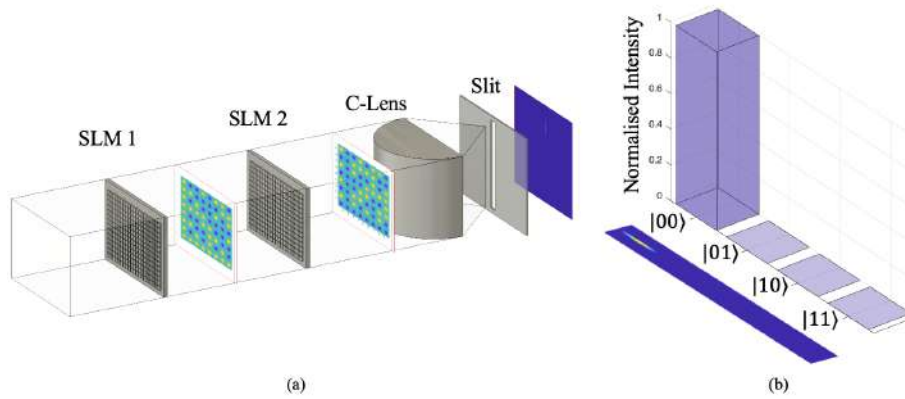 SLM 1
SLM 2
C-Lens
Slit
(a)
Normalised Intensity
1
0.8
0.6
0.4
0.2
0
|00⟩
|01⟩
|10⟩
|11⟩
(b)